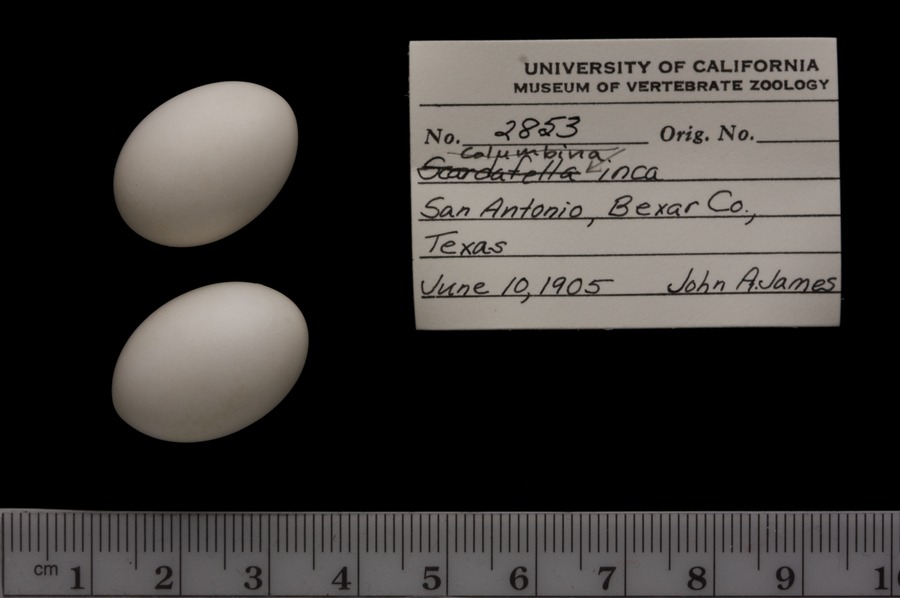 UNIVERSITY OF CALIFORNIA
MUSEUM OF VERTEBRATE ZOOLOGY
No. 2853 Orig. No.
Columbina
Scardafella inca
San Antonio, Bexar Co.,
Texas
June 10, 1905 John A. James
cm 1 2 3 4 5 6 7 8 9